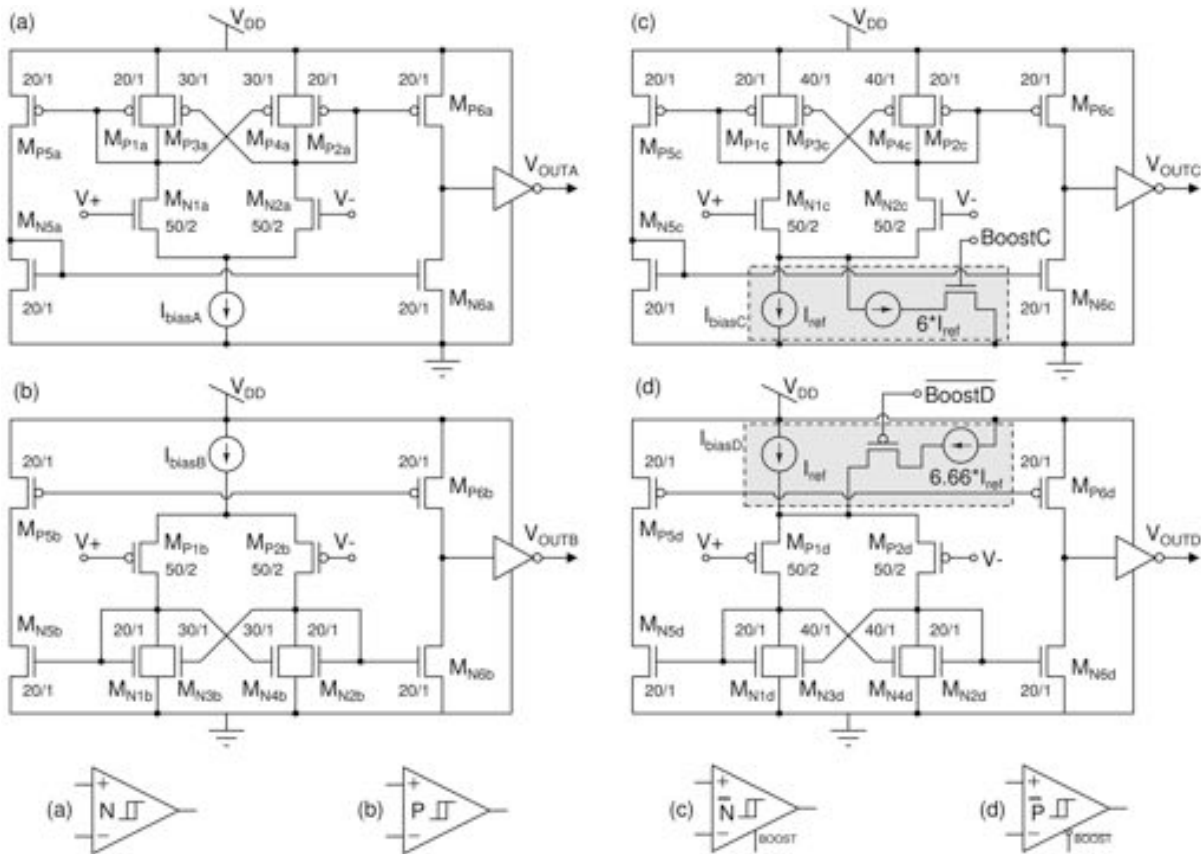 (a)
V_DD
20/1 20/1 30/1 30/1 20/1 20/1
M_P5a M_P1a M_P3a M_P4a M_P2a M_P6a
V+ M_N1a M_N2a V-
50/2 50/2
V_OUTA
M_N5a
20/1
I_biasA
20/1
M_N6a
(c)
V_DD
20/1 20/1 40/1 40/1 20/1 20/1
M_P5c M_P1c M_P3c M_P4c M_P2c M_P6c
V+ M_N1c M_N2c V-
50/2 50/2
V_OUTC
BoostC
M_N5c
20/1
I_biasC I_ref 6*I_ref
20/1
M_N6c
(b)
V_DD
I_biasB
20/1 20/1
M_P5b M_P6b
V+ M_P1b M_P2b V-
50/2 50/2
V_OUTB
M_N5b
20/1 30/1 30/1 20/1
20/1 M_N1b M_N3b M_N4b M_N2b 20/1
M_N6b
(d)
V_DD
B̅o̅o̅s̅t̅D̅
I_biasD I_ref 6.66*I_ref
20/1 20/1
M_P5d M_P6d
V+ M_P1d M_P2d V-
50/2 50/2
V_OUTD
M_N5d
20/1 40/1 40/1 20/1
20/1 M_N1d M_N3d M_N4d M_N2d 20/1
M_N6d
(a) + N -
(b) + P -
(c) + N̅ - BOOST
(d) + P̅ - B̅O̅O̅S̅T̅